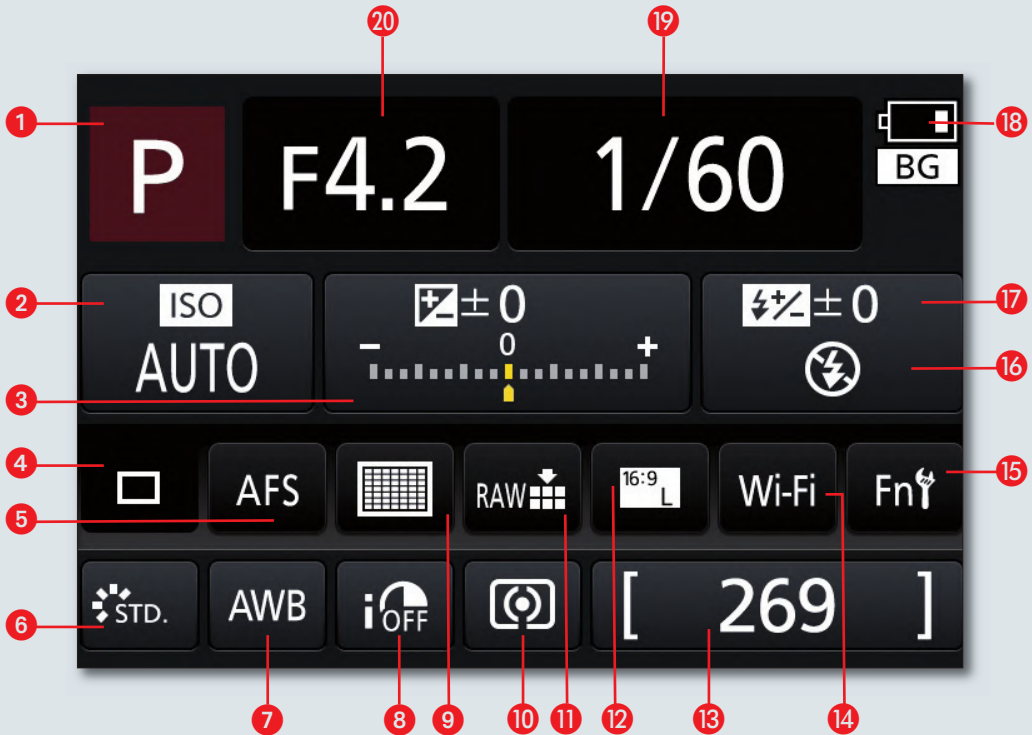 20 19
1 P F4.2 1/60 18
BG
2 ISO ±0 ±0 17
AUTO - 0 + 16
3
4 AFS RAW 16:9 L Wi-Fi Fn 15
5
6 STD. AWB i OFF [ 269 ]
7 8 9 10 11 12 13 14